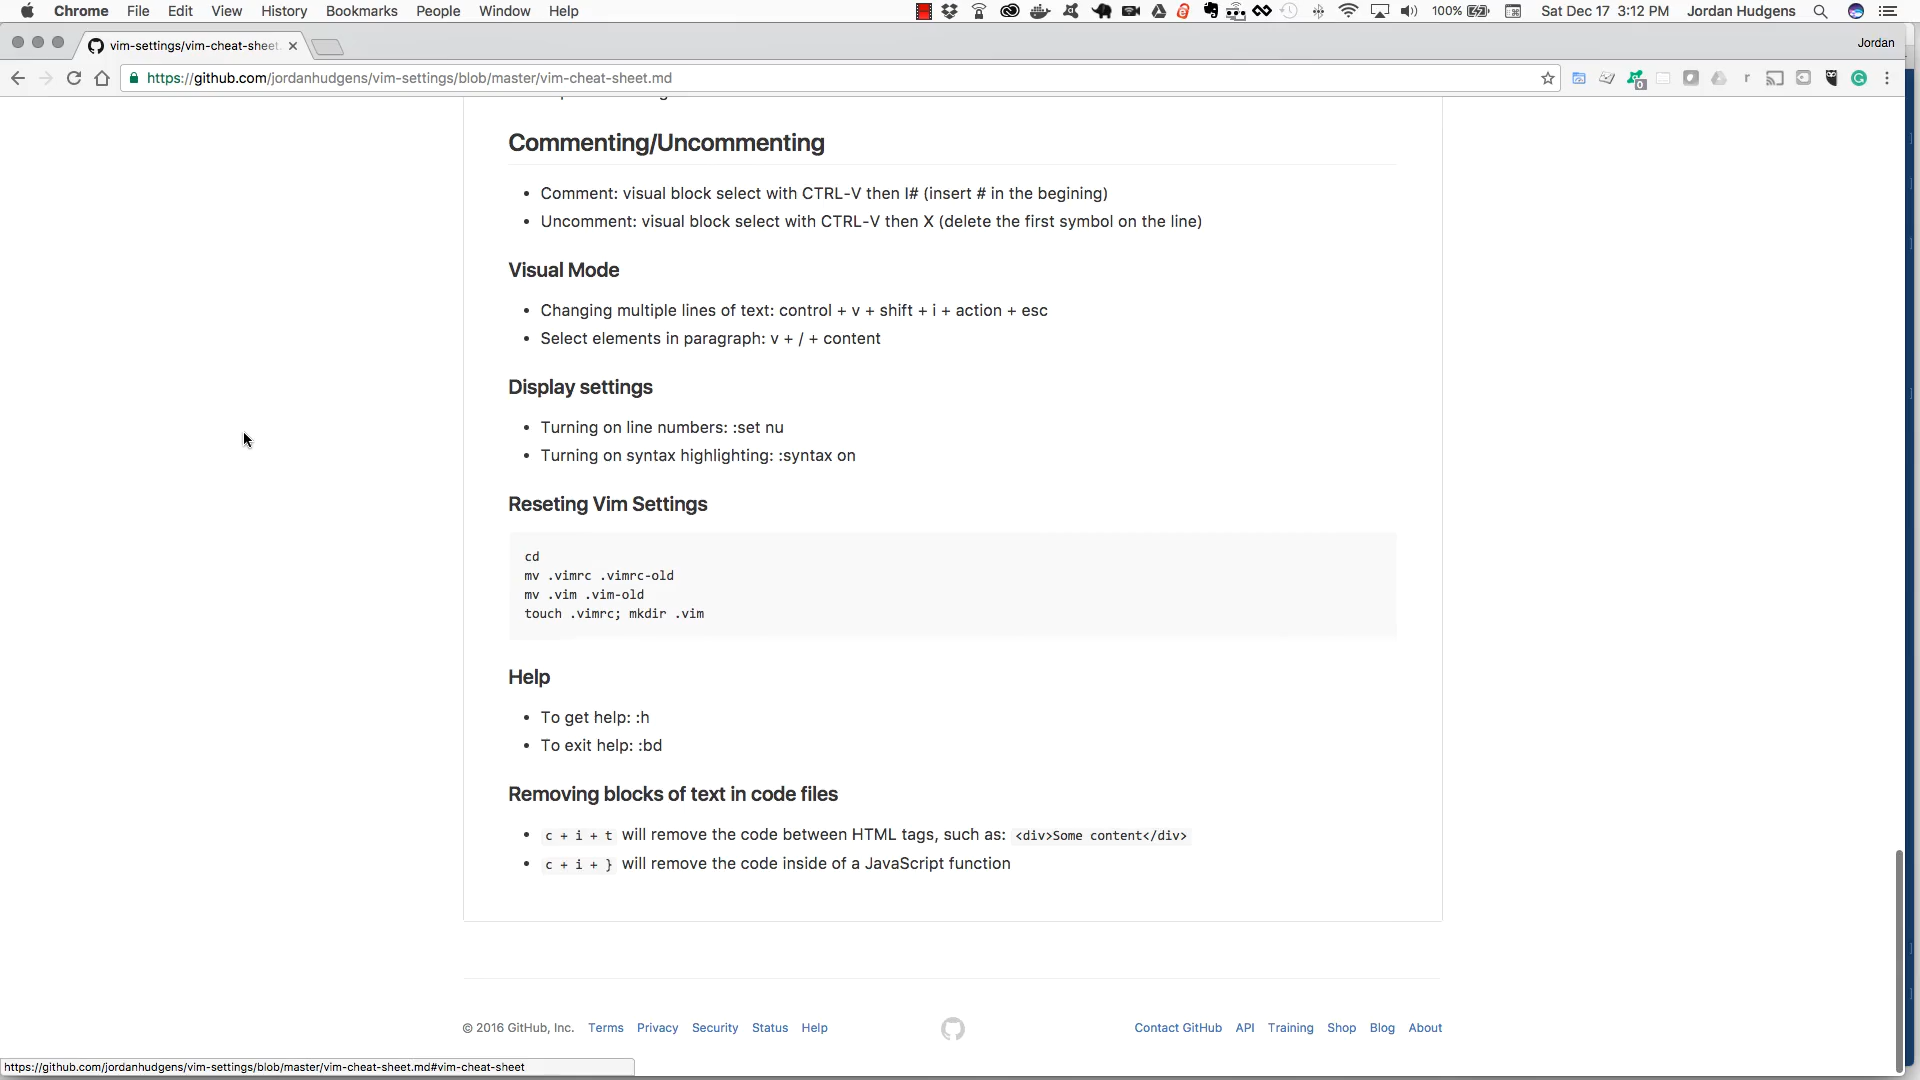 Chrome File Edit View History Bookmarks People Window Help 100% Sat Dec 17 3:12 PM Jordan Hudgens
vim-settings/vim-cheat-sheet. Jordan
https://github.com/jordanhudgens/vim-settings/blob/master/vim-cheat-sheet.md
Commenting/Uncommenting
Comment: visual block select with CTRL-V then I# (insert # in the begining)
Uncomment: visual block select with CTRL-V then X (delete the first symbol on the line)
Visual Mode
Changing multiple lines of text: control + v + shift + i + action + esc
Select elements in paragraph: v + / + content
Display settings
Turning on line numbers: :set nu
Turning on syntax highlighting: :syntax on
Reseting Vim Settings
cd
mv .vimrc .vimrc-old
mv .vim .vim-old
touch .vimrc; mkdir .vim
Help
To get help: :h
To exit help: :bd
Removing blocks of text in code files
c + i + t will remove the code between HTML tags, such as: <div>Some content</div>
c + i + } will remove the code inside of a JavaScript function
© 2016 GitHub, Inc. Terms Privacy Security Status Help Contact GitHub API Training Shop Blog About
https://github.com/jordanhudgens/vim-settings/blob/master/vim-cheat-sheet.md#vim-cheat-sheet